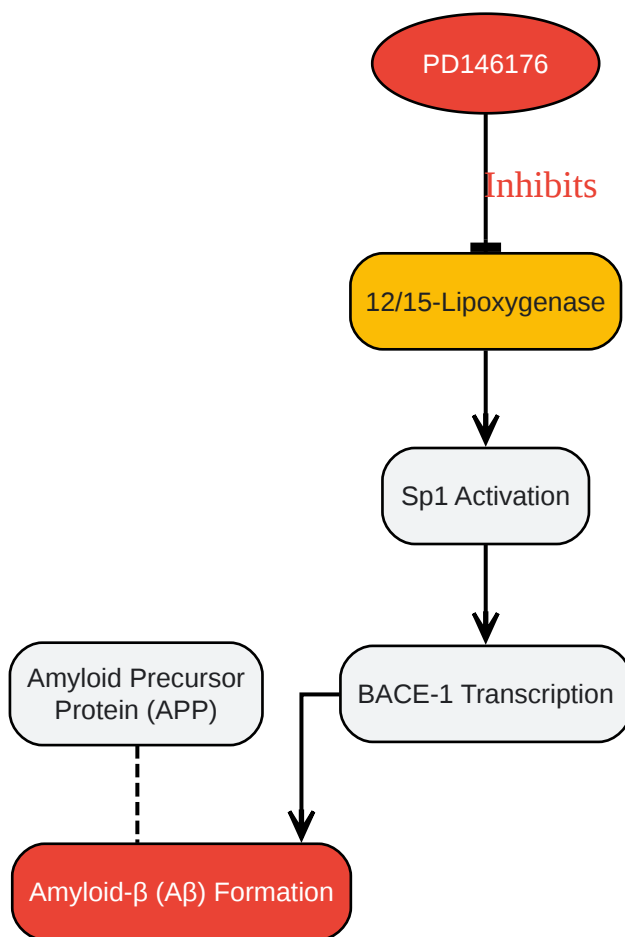 PD146176
Inhibits
12/15-Lipoxygenase
Sp1 Activation
Amyloid Precursor
Protein (APP)
BACE-1 Transcription
Amyloid-β (Aβ) Formation